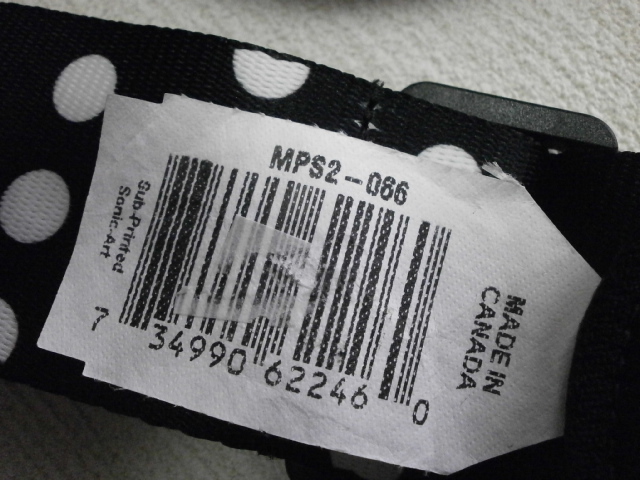 MPS2-066
Sub-Printed
Sonic-Art
7 34990 62246 0
MADE IN
CANADA